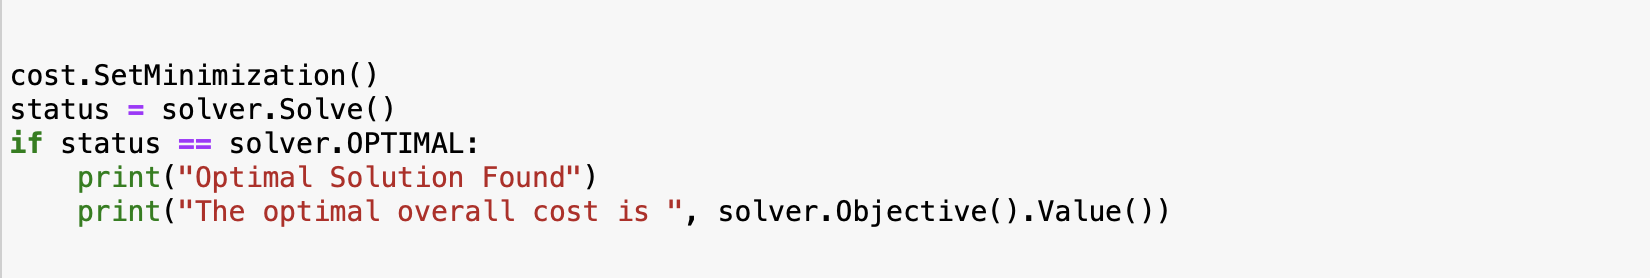 cost.SetMinimization()
status = solver.Solve()
if status == solver.OPTIMAL:
    print("Optimal Solution Found")
    print("The optimal overall cost is ", solver.Objective().Value())